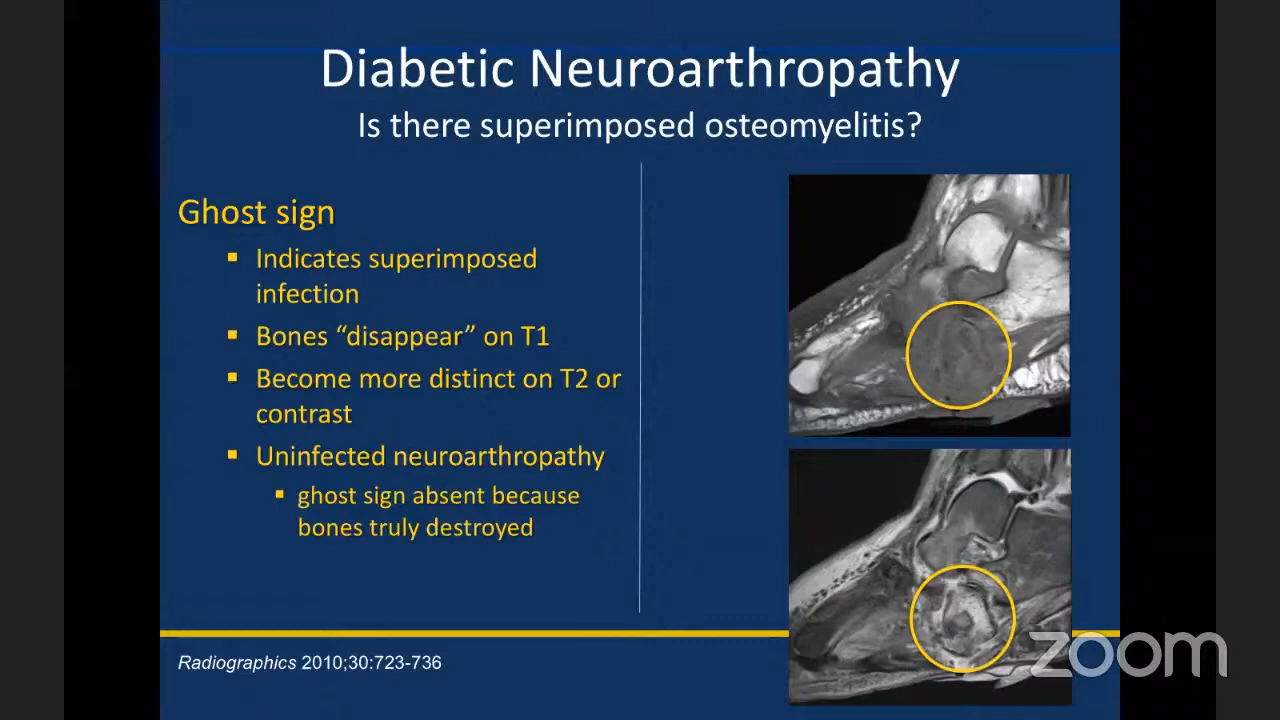 Diabetic Neuroarthropathy
Is there superimposed osteomyelitis?
Ghost sign
Indicates superimposed
infection
Bones “disappear” on T1
Become more distinct on T2 or
contrast
Uninfected neuroarthropathy
ghost sign absent because
bones truly destroyed
Radiographics 2010;30:723-736
zoom